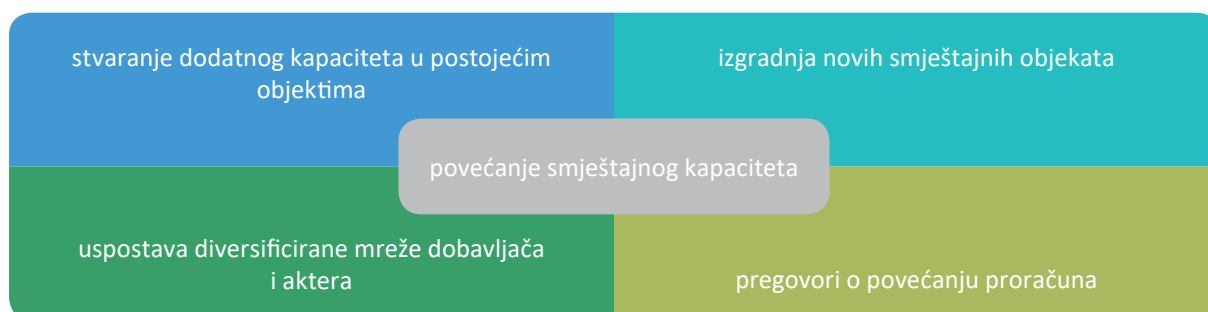 stvaranje dodatnog kapaciteta u postojećim
objektima
izgradnja novih smještajnih objekata
povećanje smještajnog kapaciteta
uspostava diversificirane mreže dobavljača
i aktera
pregovori o povećanju proračuna